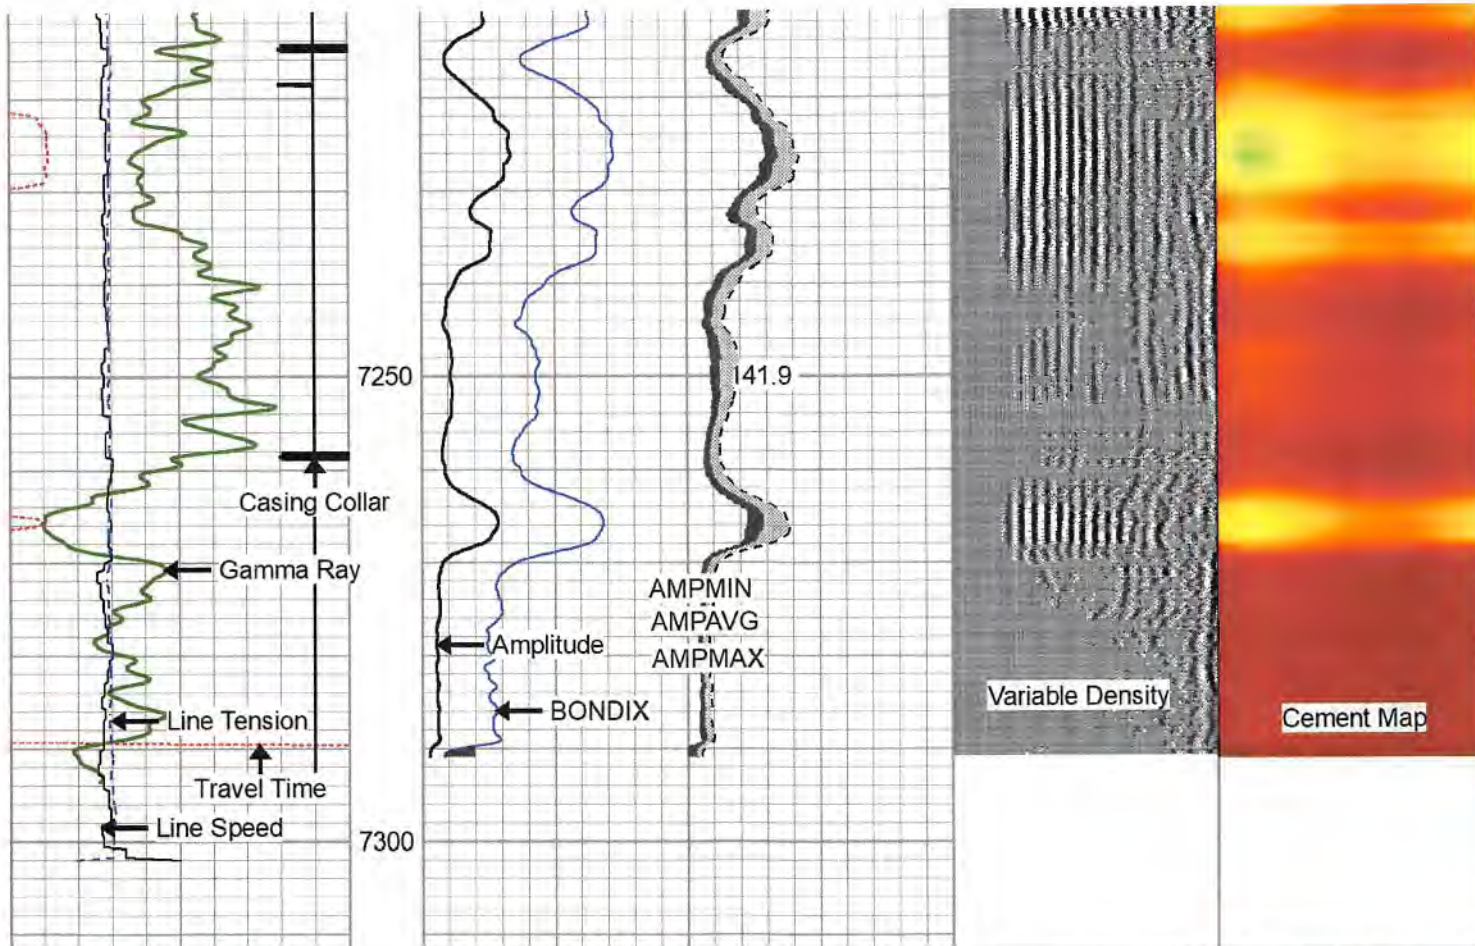 7250
141.9
Casing Collar
Gamma Ray
AMPMIN
AMPAVG
AMPMAX
Amplitude
BONDIX
Line Tension
Travel Time
Line Speed
Variable Density
Cement Map
7300